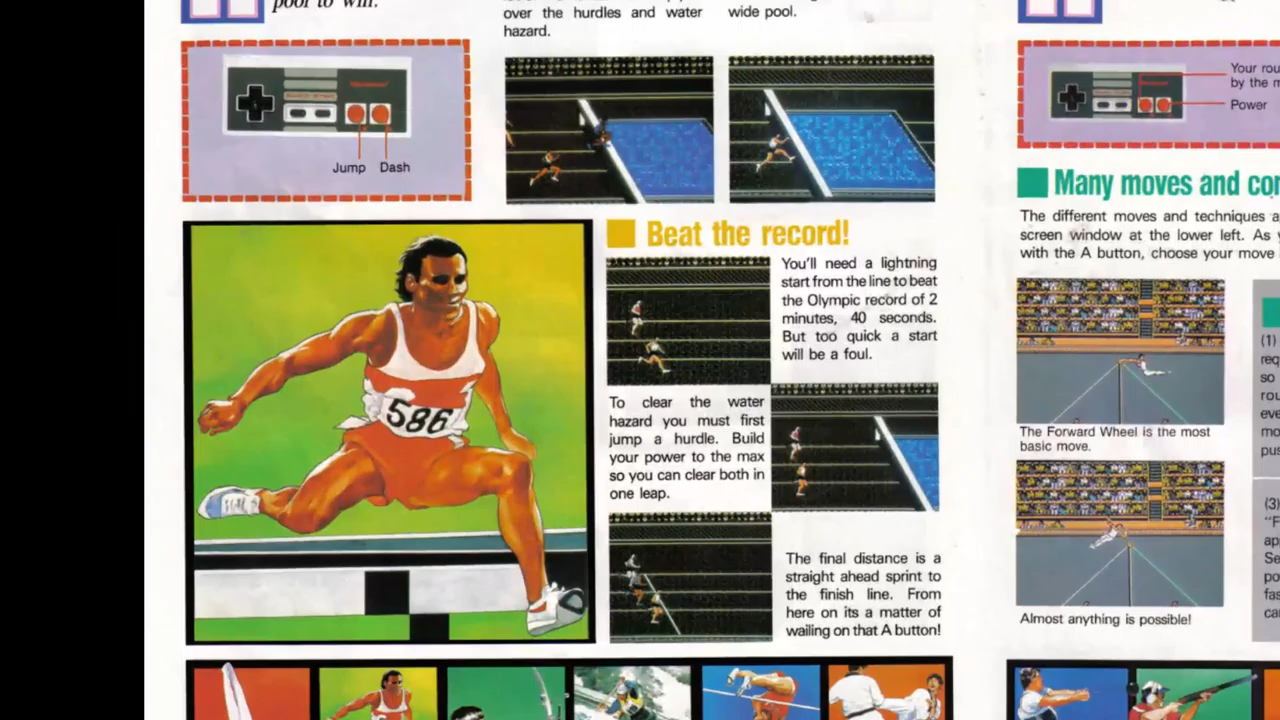 pool to win.
over the hurdles and water
hazard.
wide pool.
Jump Dash
Beat the record!
You'll need a lightning
start from the line to beat
the Olympic record of 2
minutes, 40 seconds.
But too quick a start
will be a foul.
586
To clear the water
hazard you must first
jump a hurdle. Build
your power to the max
so you can clear both in
one leap.
The final distance is a
straight ahead sprint to
the finish line. From
here on its a matter of
wailing on that A button!
Your
by the
Power
Many moves and
The different moves and techniques
screen window at the lower left. As
with the A button, choose your move
The Forward Wheel is the most
basic move.
Almost anything is possible!
(1)
so
(3)